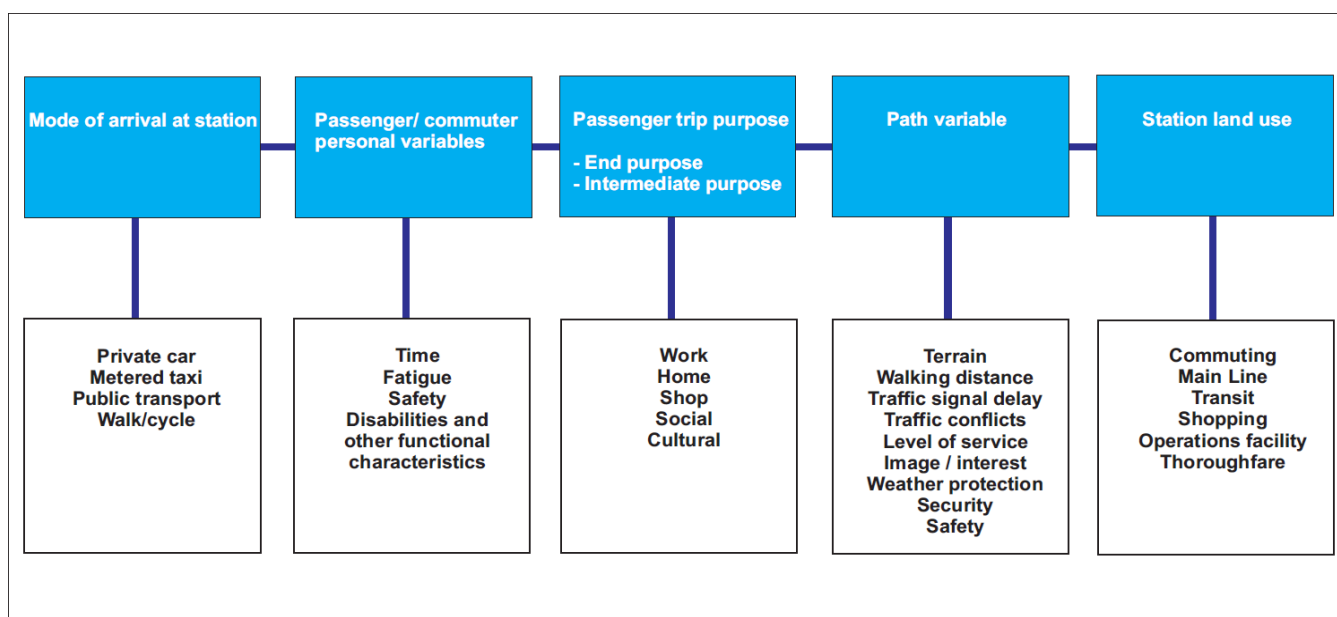 Mode of arrival at station
Passenger/ commuter
personal variables
Passenger trip purpose
- End purpose
- Intermediate purpose
Path variable
Station land use
Private car
Metered taxi
Public transport
Walk/cycle
Time
Fatigue
Safety
Disabilities and
other functional
characteristics
Work
Home
Shop
Social
Cultural
Terrain
Walking distance
Traffic signal delay
Traffic conflicts
Level of service
Image / interest
Weather protection
Security
Safety
Commuting
Main Line
Transit
Shopping
Operations facility
Thoroughfare